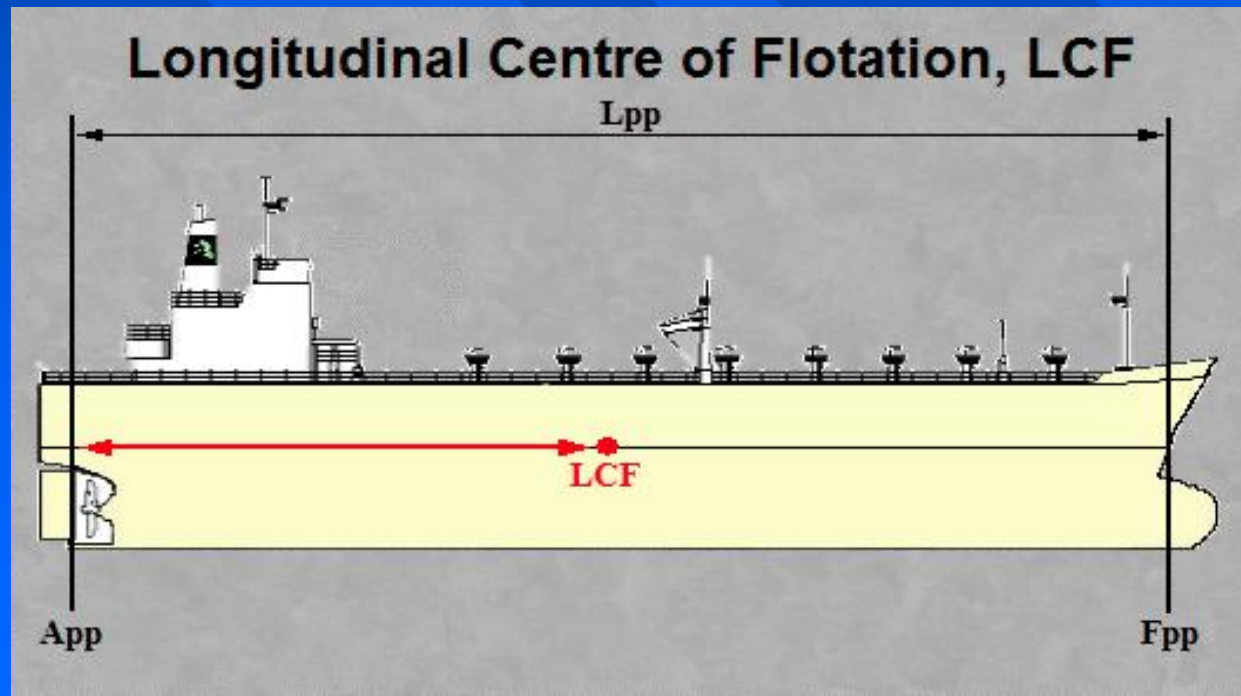 Longitudinal Centre of Flotation, LCF
Lpp
LCF
App
Fpp